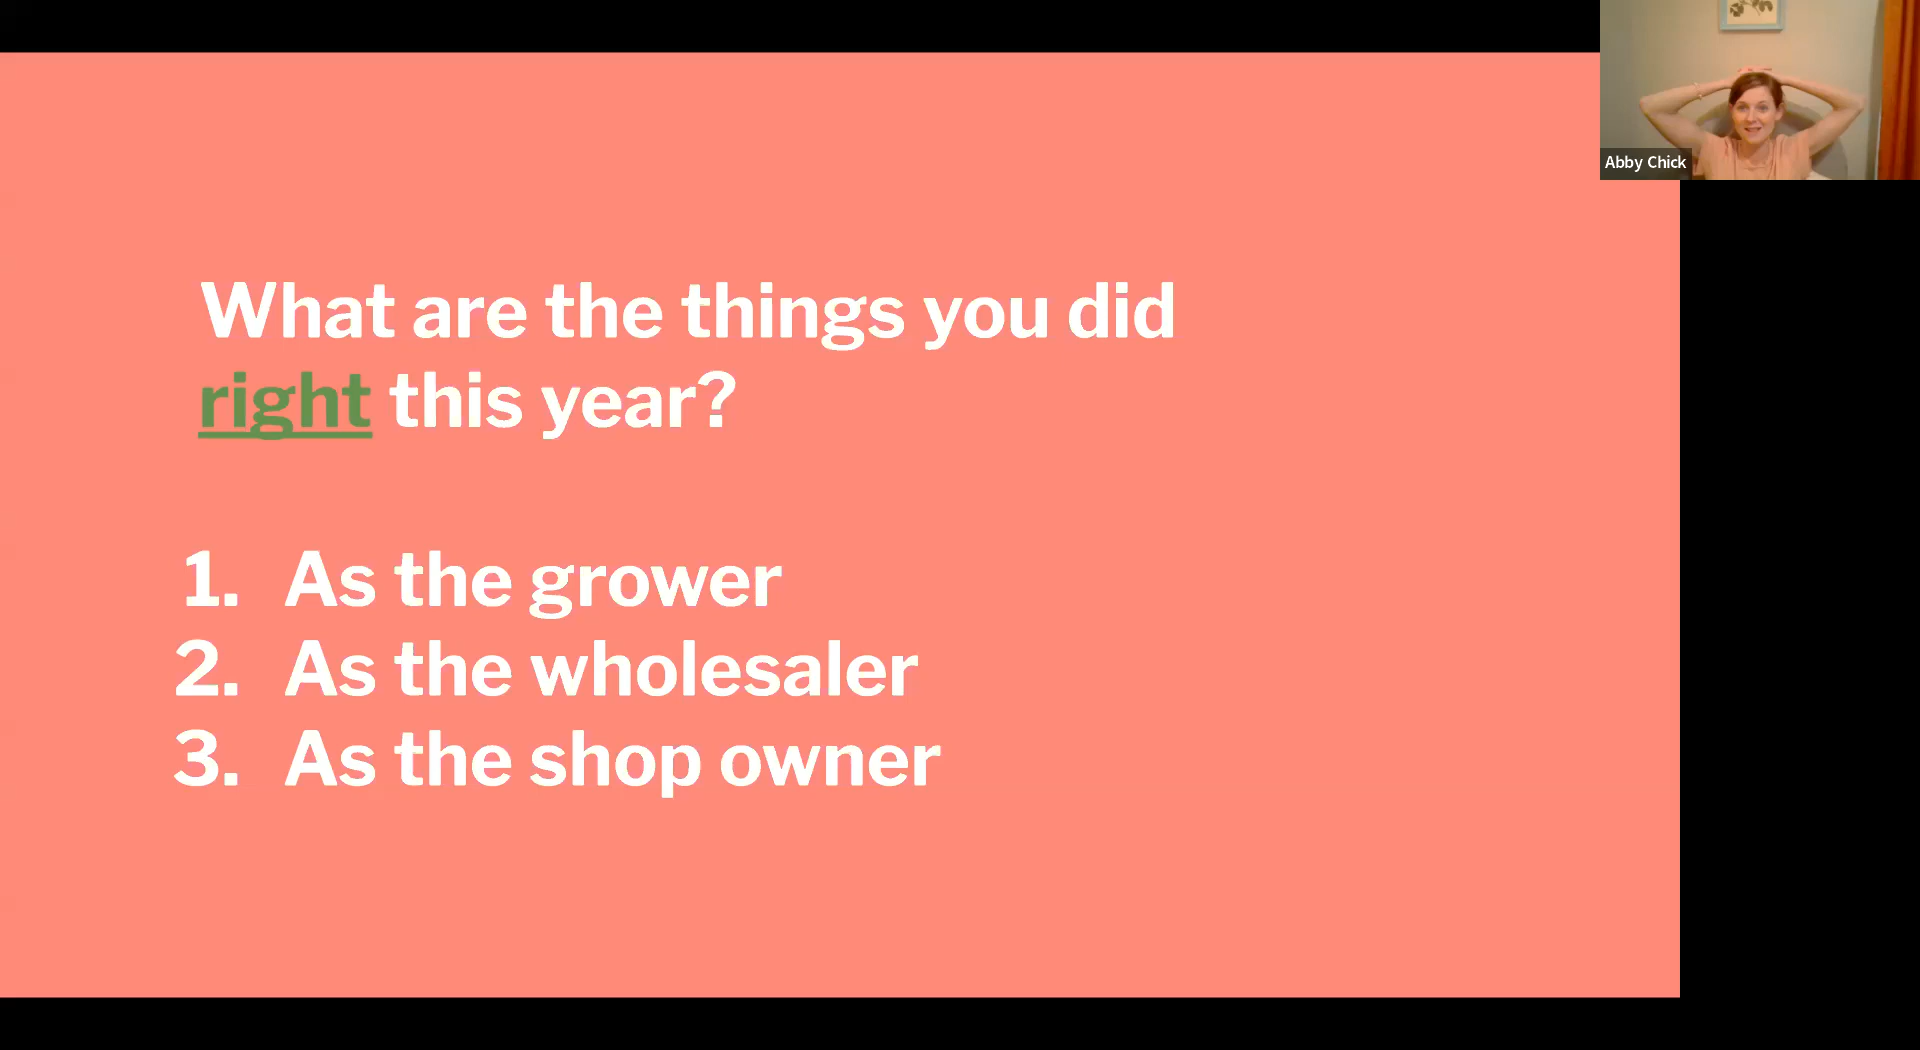 What are the things you did
right this year?
1. As the grower
2. As the wholesaler
3. As the shop owner
Abby Chick